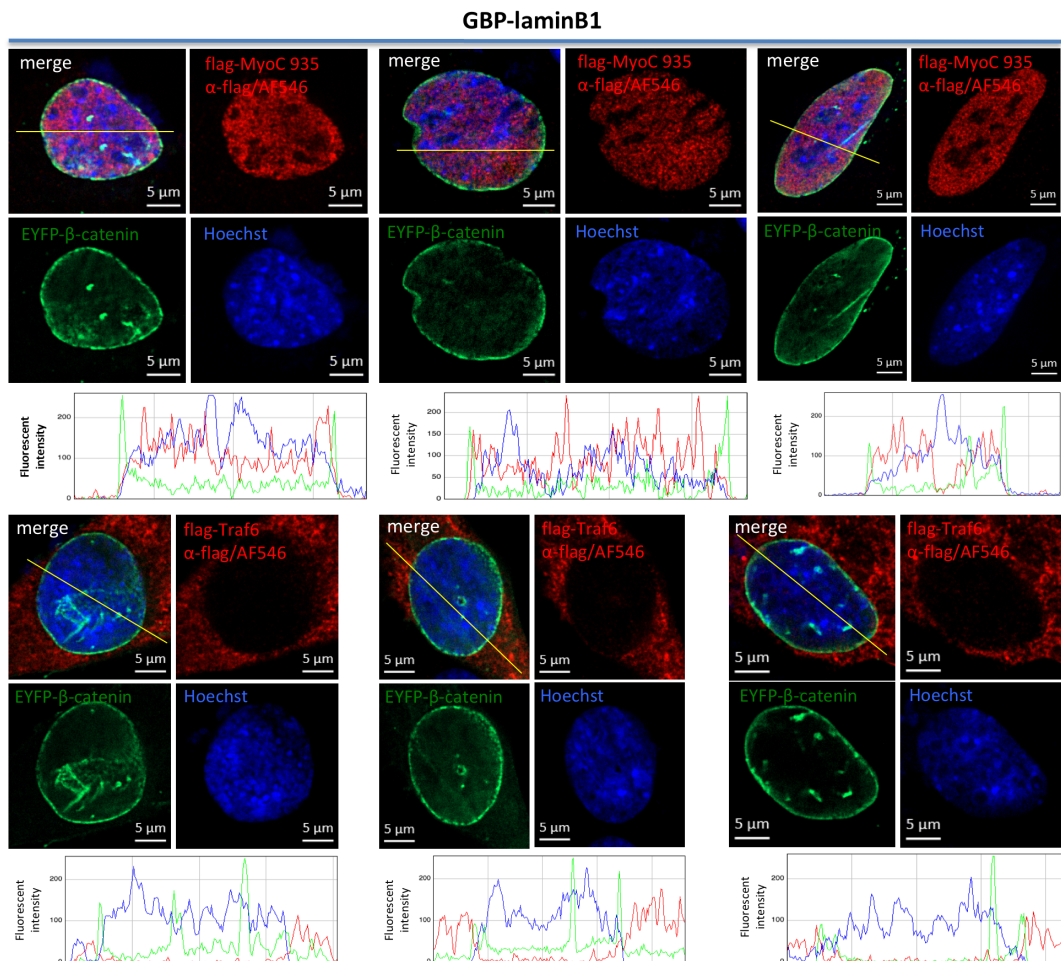 GBP-laminB1
merge
flag-MyoC 935
α-flag/AF546
5 µm
5 µm
merge
flag-MyoC 935
α-flag/AF546
5 µm
5 µm
merge
flag-MyoC 935
α-flag/AF546
5 µm
5 µm
EYFP-β-catenin
Hoechst
5 µm
5 µm
EYFP-β-catenin
Hoechst
5 µm
5 µm
EYFP-β-catenin
Hoechst
5 µm
5 µm
Fluorescent
intensity
200
100
0
Fluorescent
intensity
200
150
100
50
0
Fluorescent
intensity
200
100
0
merge
flag-Traf6
α-flag/AF546
5 µm
5 µm
merge
flag-Traf6
α-flag/AF546
5 µm
5 µm
merge
flag-Traf6
α-flag/AF546.
5 µm
5 µm
EYFP-β-catenin
Hoechst
5 µm
5 µm
EYFP-β-catenin
Hoechst
5 µm
5 µm
EYFP-β-catenin
Hoechst
5 µm
5 µm
Fluorescent
intensity
200
100
0
Fluorescent
intensity
200
100
0
Fluorescent
intensity
200
100
0